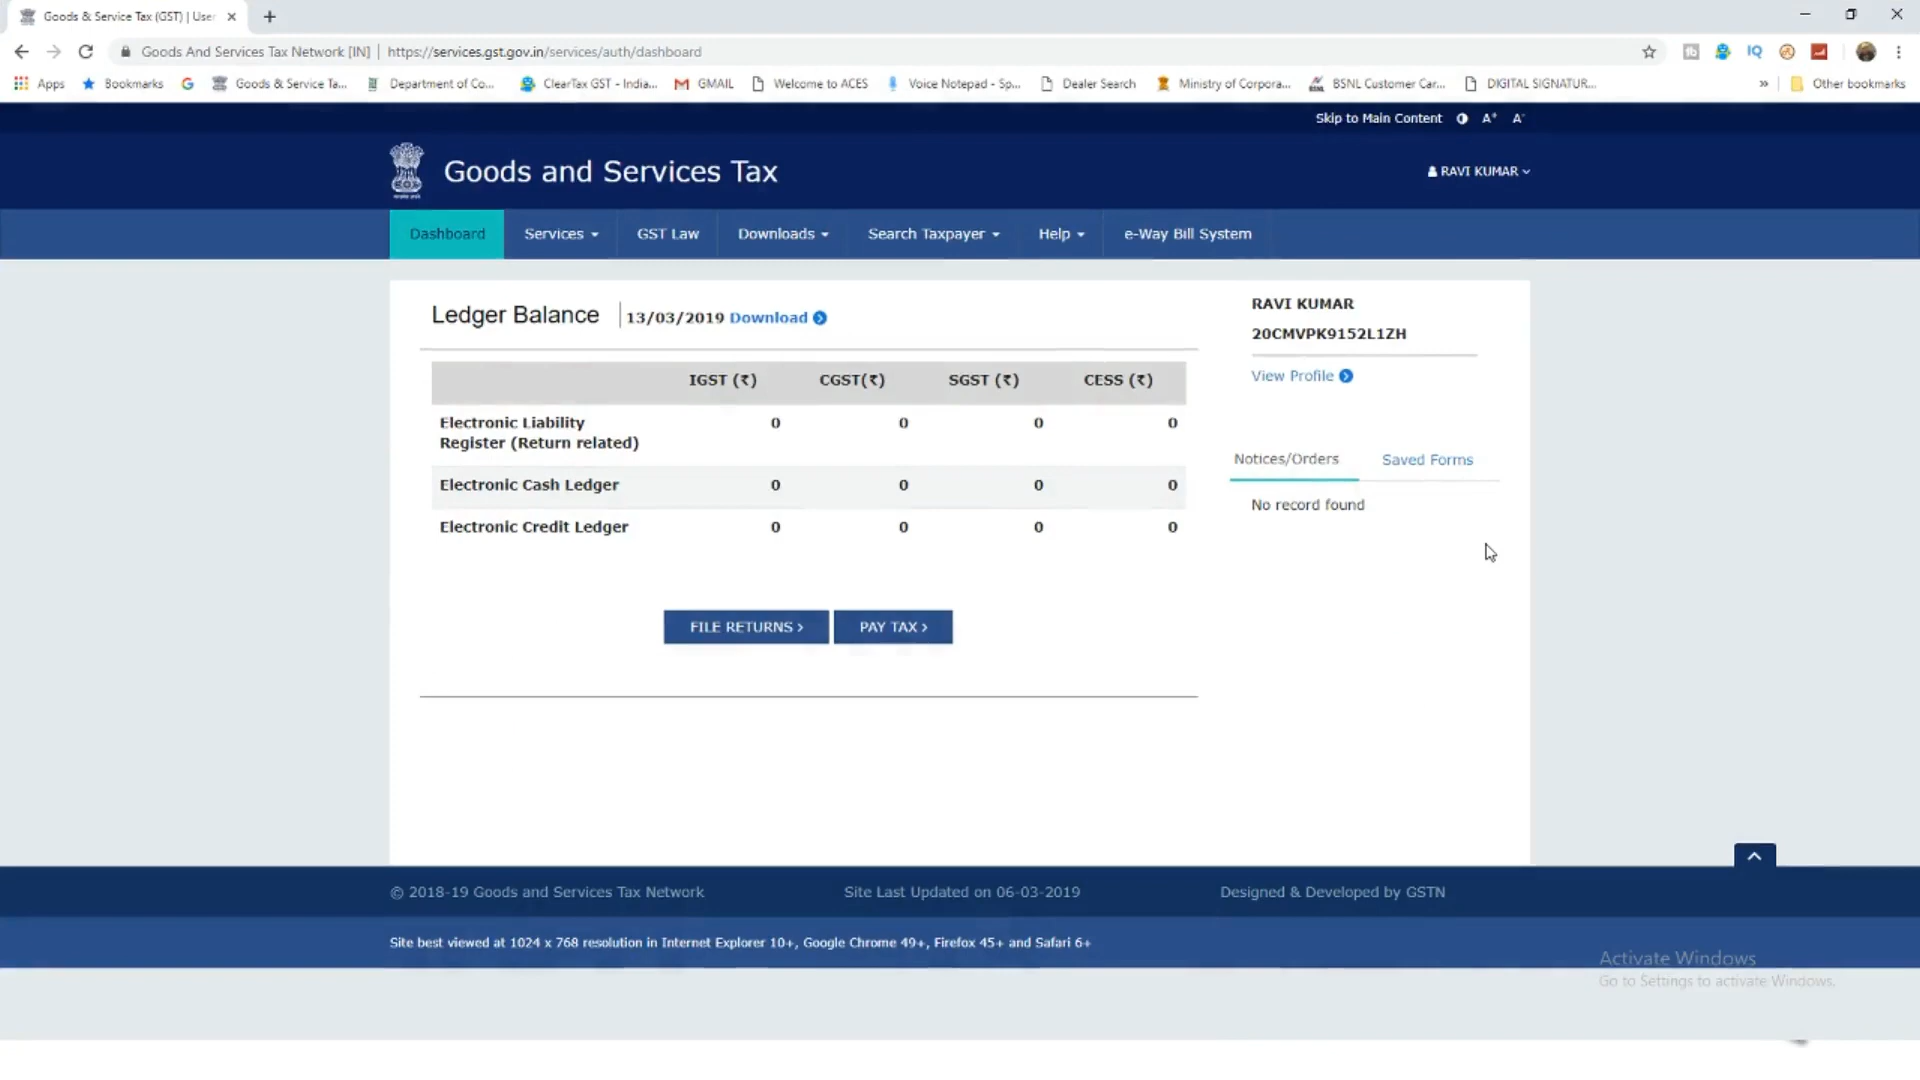 Goods & Service Tax (GST) | User
Goods And Services Tax Network [IN] | https://services.gst.gov.in/services/auth/dashboard
IQ
Apps Bookmarks G Goods & Service Ta... Department of Co... ClearTax GST - India... GMAIL Welcome to ACES Voice Notepad - Sp... Dealer Search Ministry of Corpora... BSNL Customer Car... DIGITAL SIGNATUR... » Other bookmarks
Skip to Main Content A+ A-
Goods and Services Tax
RAVI KUMAR
Dashboard Services GST Law Downloads Search Taxpayer Help e-Way Bill System
Ledger Balance 13/03/2019 Download
IGST (₹) CGST(₹) SGST (₹) CESS (₹)
Electronic Liability
Register (Return related) 0 0 0 0
Electronic Cash Ledger 0 0 0 0
Electronic Credit Ledger 0 0 0 0
FILE RETURNS > PAY TAX >
RAVI KUMAR
20CMVPK9152L1ZH
View Profile
Notices/Orders Saved Forms
No record found
© 2018-19 Goods and Services Tax Network Site Last Updated on 06-03-2019 Designed & Developed by GSTN
Site best viewed at 1024 x 768 resolution in Internet Explorer 10+, Google Chrome 49+, Firefox 45+ and Safari 6+
Activate Windows
Go to Settings to activate Windows.